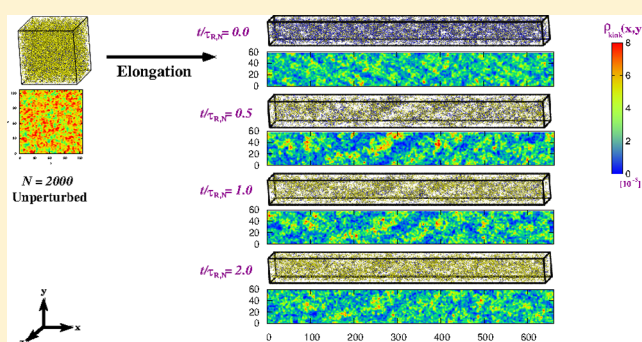 t/τR,N = 0.0
ρkink(x,y
60
40
20
0
8
6
4
2
0
[10⁻⁵]
Elongation
N = 2000
Unperturbed
t/τR,N = 0.5
60
40
20
0
t/τR,N = 1.0
60
40
20
0
t/τR,N = 2.0
60
40
20
0
0 100 200 300 400 500 600
y
x